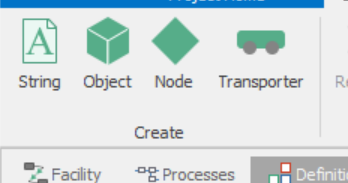 A
String Object Node Transporter
Create
Facility Processes